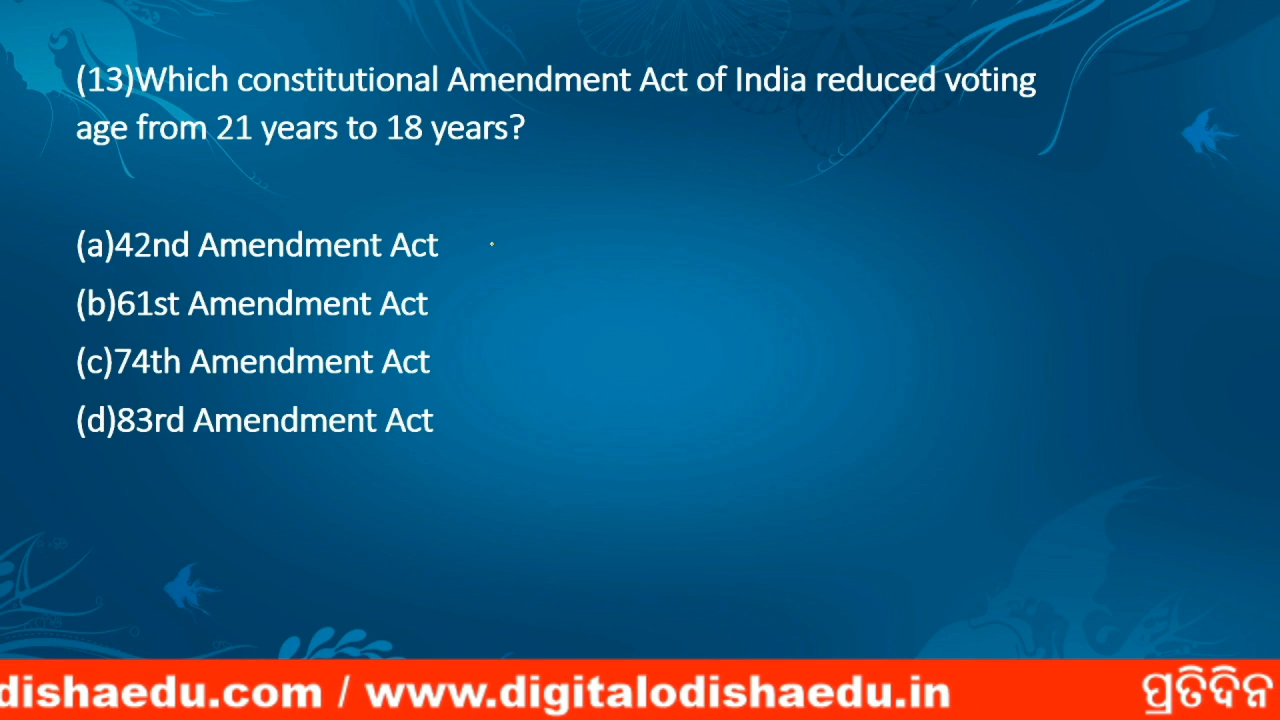 (13)Which constitutional Amendment Act of India reduced voting
age from 21 years to 18 years?
(a)42nd Amendment Act
(b)61st Amendment Act
(c)74th Amendment Act
(d)83rd Amendment Act
dishaedu.com / www.digitalodishaedu.in
ପ୍ରତିଦିନ